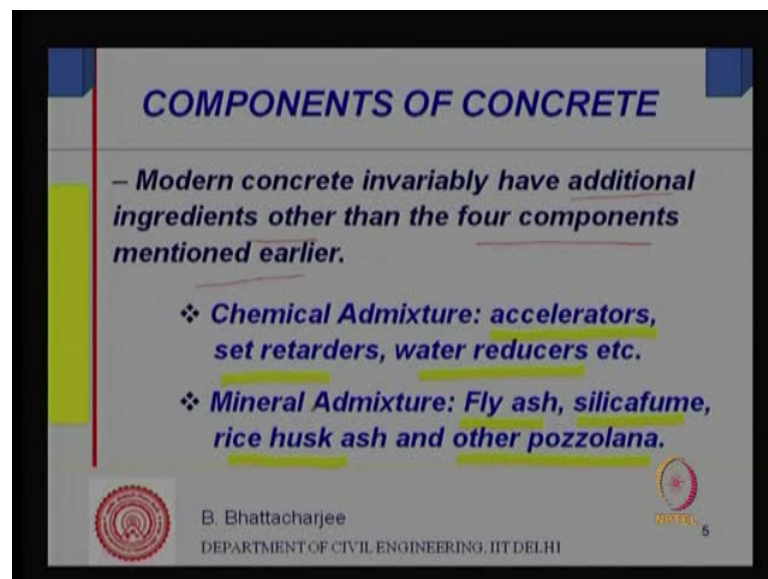 COMPONENTS OF CONCRETE
– Modern concrete invariably have additional
ingredients other than the four components
mentioned earlier.
❖ Chemical Admixture: accelerators,
set retarders, water reducers etc.
❖ Mineral Admixture: Fly ash, silicafume,
rice husk ash and other pozzolana.
B. Bhattacharjee
DEPARTMENT OF CIVIL ENGINEERING, IIT DELHI
NPTEL
5